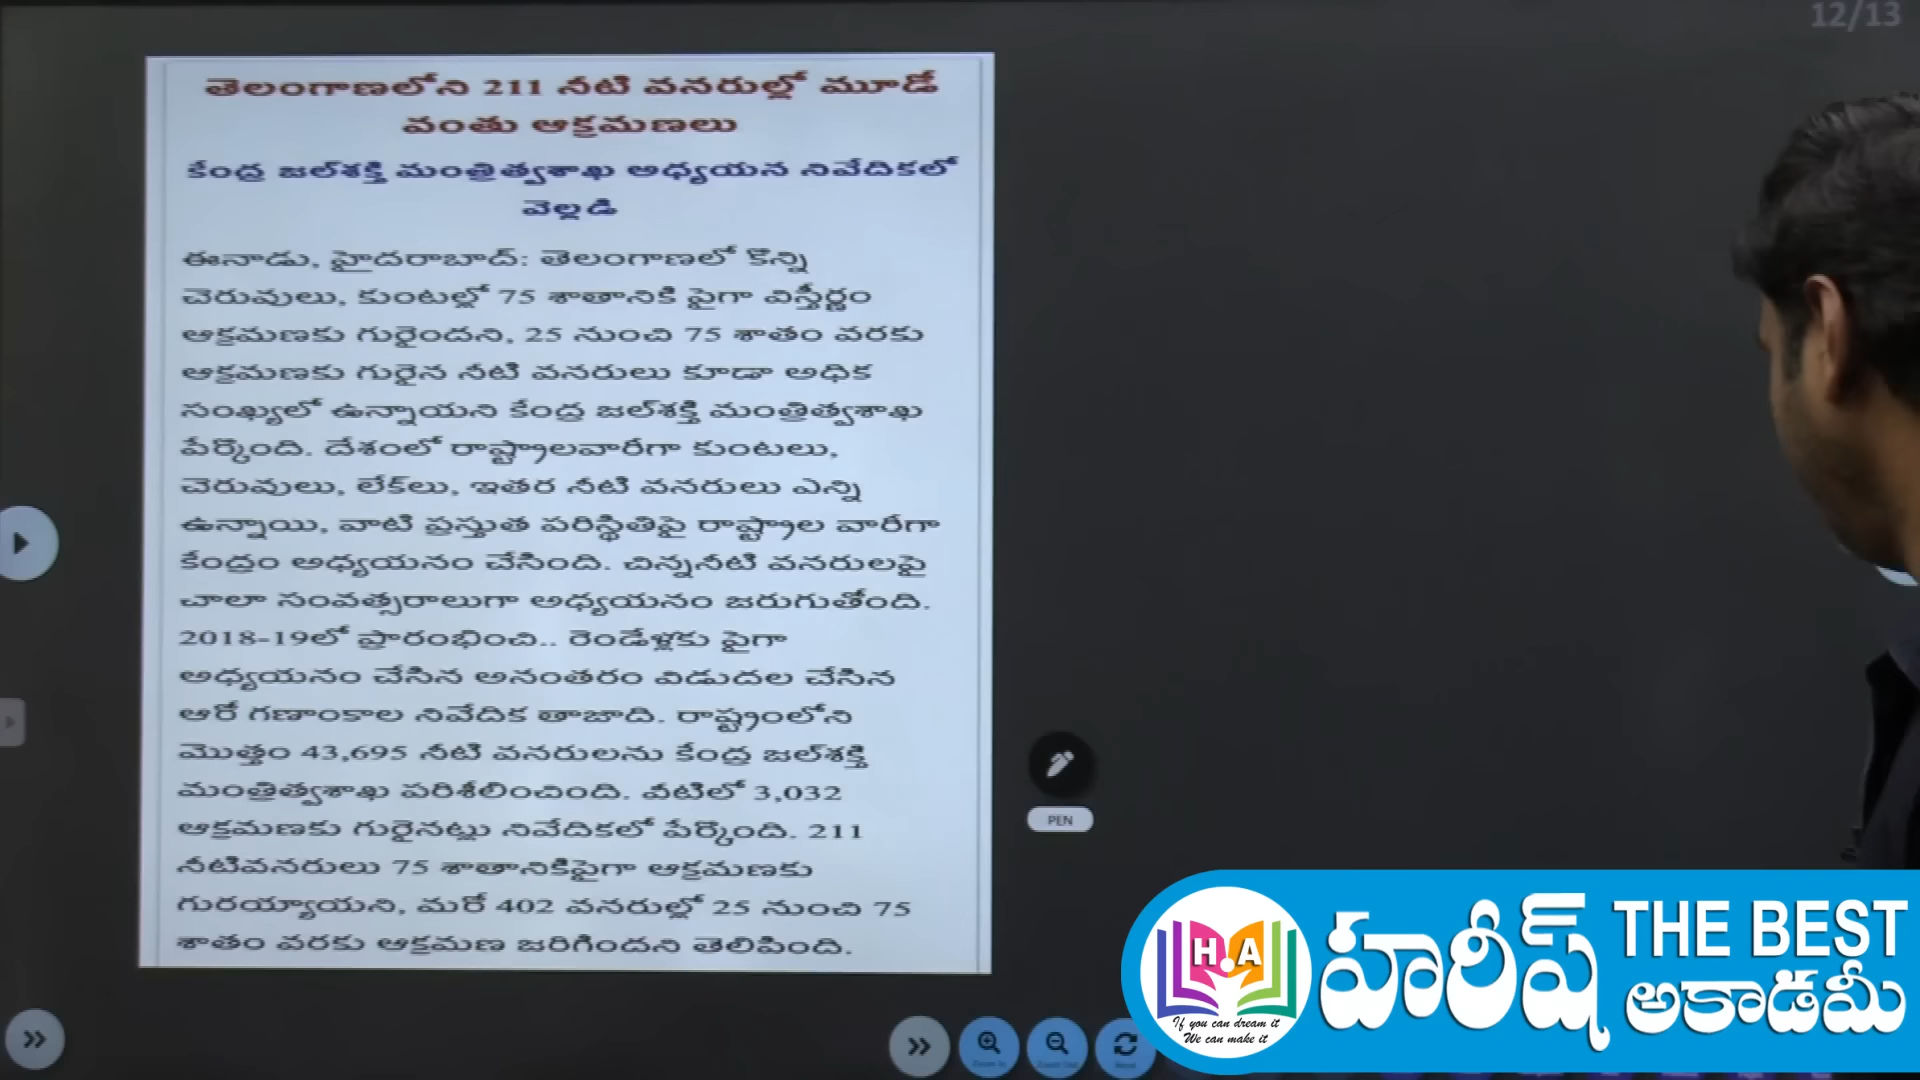 12/13
తెలంగాణలోని 211 నీటి వనరుల్లో మూడో
వంతు ఆక్రమణలు
కేంద్ర జల్‌శక్తి మంత్రిత్వశాఖ అధ్యయన నివేదికలో
వెల్లడి
ఈనాడు, హైదరాబాద్: తెలంగాణలో కొన్ని
చెరువులు, కుంటల్లో 75 శాతానికి పైగా విస్తీర్ణం
ఆక్రమణకు గురైందని, 25 నుంచి 75 శాతం వరకు
ఆక్రమణకు గురైన నీటి వనరులు కూడా అధిక
సంఖ్యలో ఉన్నాయని కేంద్ర జల్‌శక్తి మంత్రిత్వశాఖ
పేర్కొంది. దేశంలో రాష్ట్రాలవారీగా కుంటలు,
చెరువులు, లేక్‌లు, ఇతర నీటి వనరులు ఎన్ని
ఉన్నాయి, వాటి ప్రస్తుత పరిస్థితిపై రాష్ట్రాల వారీగా
కేంద్రం అధ్యయనం చేసింది. చిన్ననీటి వనరులపై
చాలా సంవత్సరాలుగా అధ్యయనం జరుగుతోంది.
2018-19లో ప్రారంభించి.. రెండేళ్లకు పైగా
అధ్యయనం చేసిన అనంతరం విడుదల చేసిన
ఆరో గణాంకాల నివేదిక తాజాది. రాష్ట్రంలోని
మొత్తం 43,695 నీటి వనరులను కేంద్ర జల్‌శక్తి
మంత్రిత్వశాఖ పరిశీలించింది. వీటిలో 3,032
ఆక్రమణకు గురైనట్లు నివేదికలో పేర్కొంది. 211
నీటివనరులు 75 శాతానికిపైగా ఆక్రమణకు
గురయ్యాయని, మరో 402 వనరుల్లో 25 నుంచి 75
శాతం వరకు ఆక్రమణ జరిగిందని తెలిపింది.
PEN
H.A
If you can dream it
We can make it
హరీష్ THE BEST
అకాడమీ